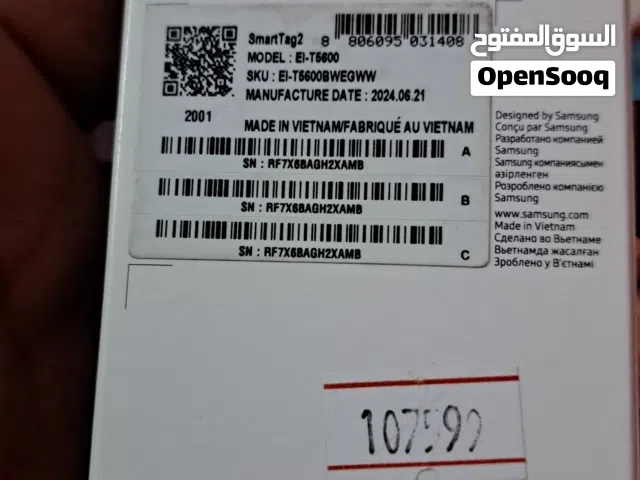 السوق المفتوح
OpenSooq
SmartTag2 8 806095 031408
MODEL : EI-T5600
SKU : EI-T5600BWEGWW
MANUFACTURE DATE : 2024.06.21
2001
MADE IN VIETNAM/FABRIQUÉ AU VIETNAM
A
SN : RF7X6BAGH2XAMB
B
SN : RF7X6BAGH2XAMB
C
SN : RF7X6BAGH2XAMB
Designed by Samsung
Conçu par Samsung
Разработано компанией
Samsung
Samsung компаниясымен
әзірленген
Розроблено компанією
Samsung
www.samsung.com
Made in Vietnam
Сделано во Вьетнаме
Вьетнамда жасалған
Зроблено у В'єтнамі
107599